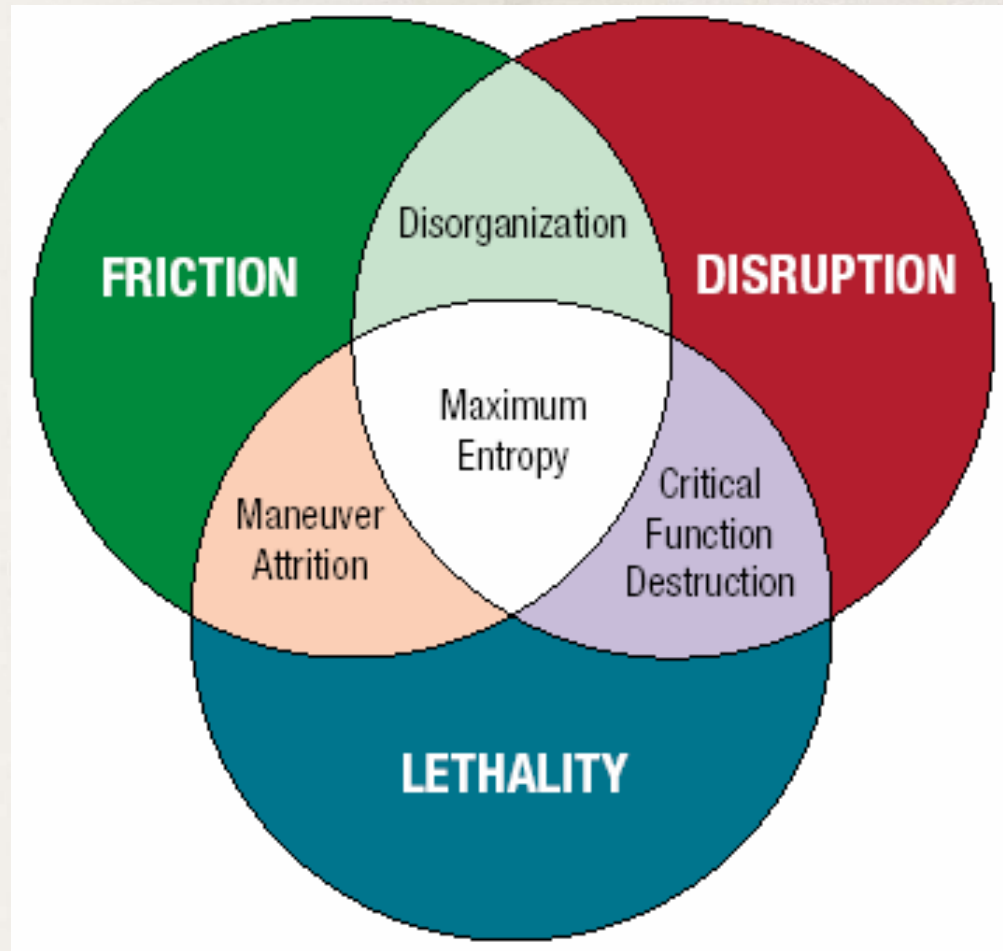 Disorganization
FRICTION
DISRUPTION
Maximum
Entropy
Critical
Function
Destruction
Maneuver
Attrition
LETHALITY